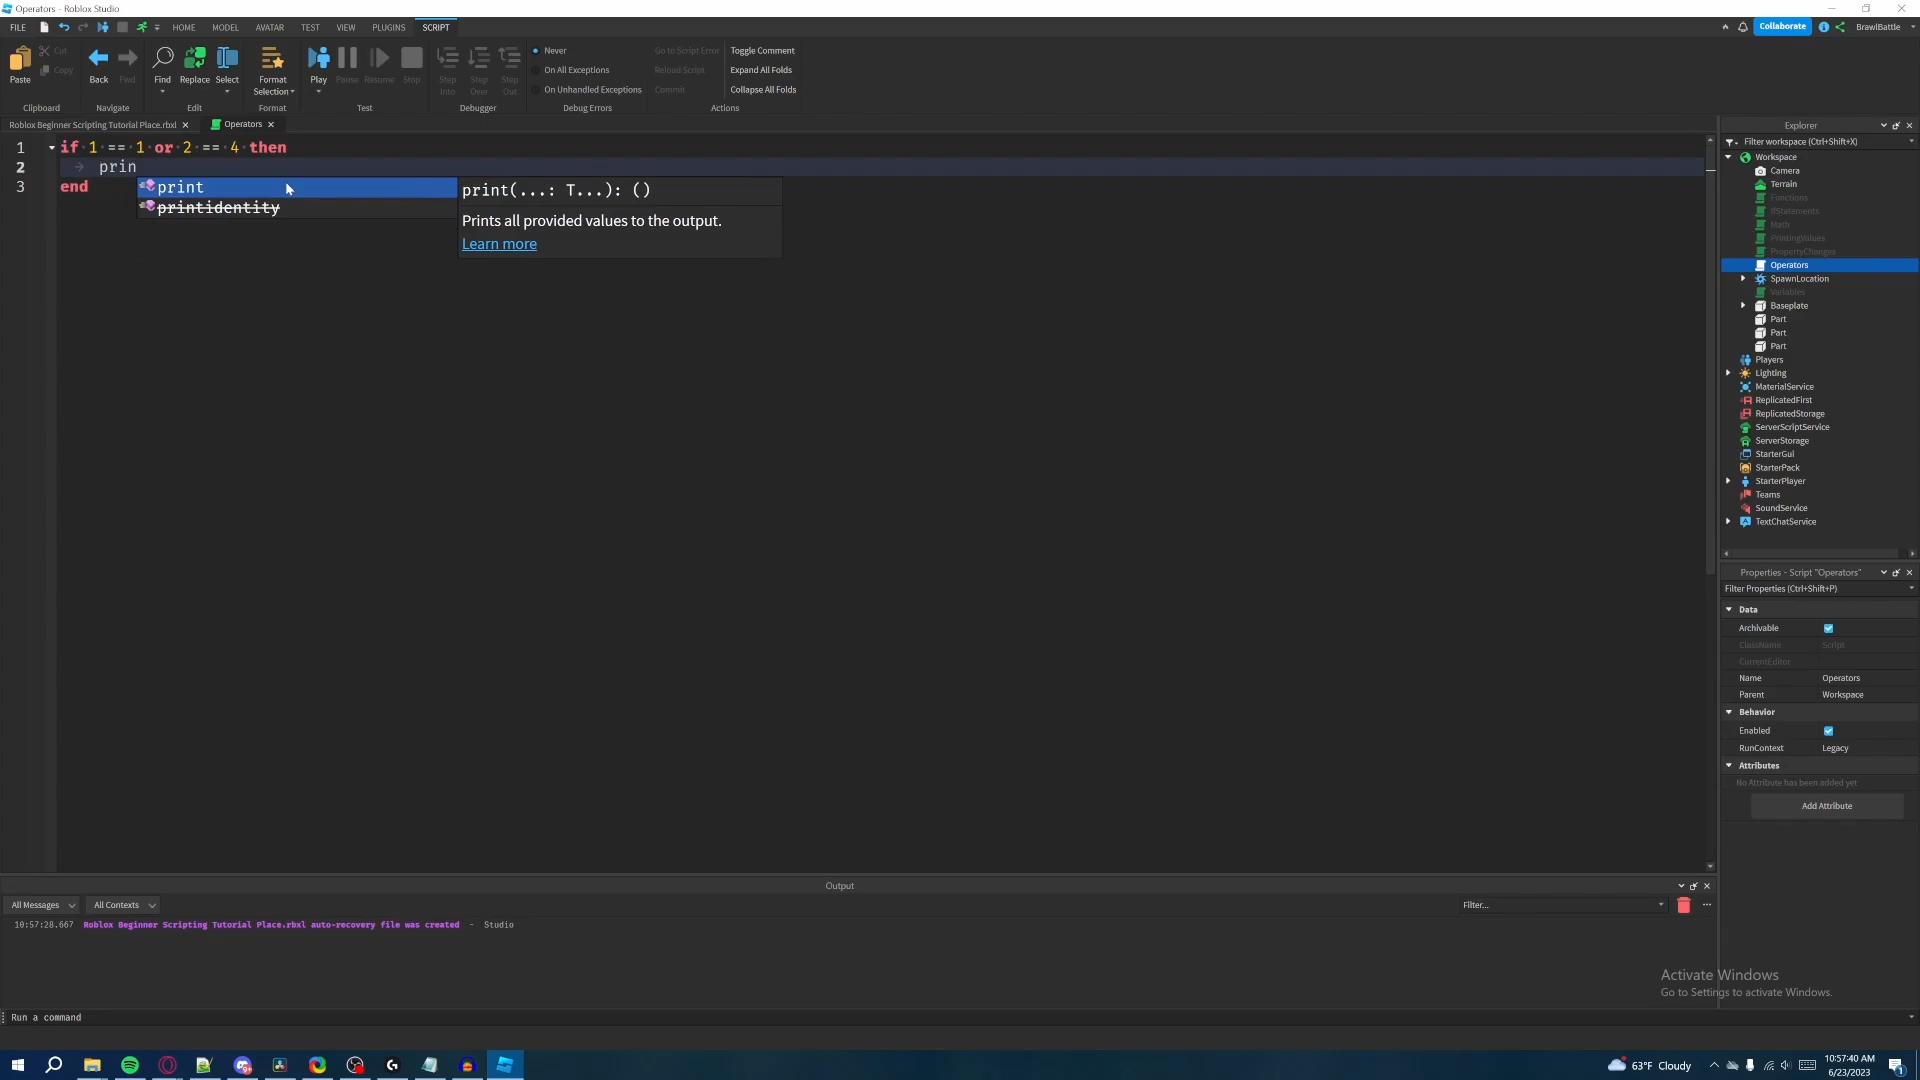 Operators - Roblox Studio
FILE HOME MODEL AVATAR TEST VIEW PLUGINS SCRIPT Collaborate BrawlBattle
Paste Cut Copy
Clipboard
Back Fwd
Navigate
Find Replace Select
Edit
Format Selection
Format
Play Pause Resume Stop
Test
Step Into Step Over Step Out
Debugger
Never
On All Exceptions
On Unhandled Exceptions
Debug Errors
Go to Script Error
Reload Script
Commit
Toggle Comment
Expand All Folds
Collapse All Folds
Actions
Roblox Beginner Scripting Tutorial Place.rbxl Operators
1 if 1 == 1 or 2 == 4 then
2 prin
3 end
print
printidentity
print(...: T...): ()
Prints all provided values to the output.
Learn more
Explorer
Filter workspace (Ctrl+Shift+X)
Workspace
Camera
Terrain
Functions
IfStatements
Math
PrintingValues
PropertyChanges
Operators
SpawnLocation
Variables
Baseplate
Part
Part
Part
Players
Lighting
MaterialService
ReplicatedFirst
ReplicatedStorage
ServerScriptService
ServerStorage
StarterGui
StarterPack
StarterPlayer
Teams
SoundService
TextChatService
Properties - Script "Operators"
Filter Properties (Ctrl+Shift+P)
Data
Archivable
ClassName Script
CurrentEditor
Name Operators
Parent Workspace
Behavior
Enabled
RunContext Legacy
Attributes
No Attribute has been added yet
Add Attribute
Output
All Messages All Contexts Filter...
10:57:28.667 Roblox Beginner Scripting Tutorial Place.rbxl auto-recovery file was created - Studio
Activate Windows
Go to Settings to activate Windows.
Run a command
63°F Cloudy 10:57:40 AM
6/23/2023